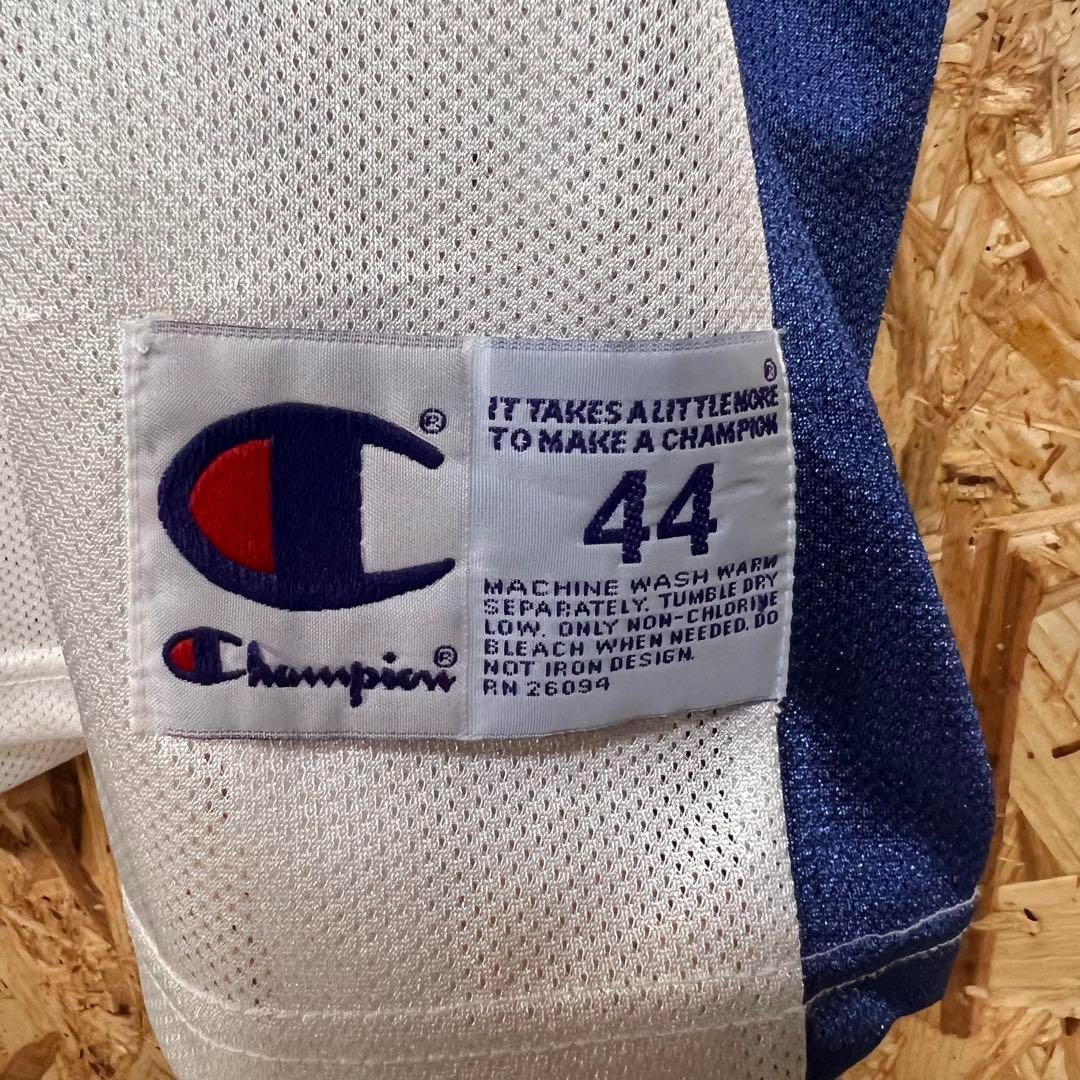 ®
Champion®
®
IT TAKES A LITTLE MORE
TO MAKE A CHAMPION
44
MACHINE WASH WARM
SEPARATELY. TUMBLE DRY
LOW. ONLY NON-CHLORINE
BLEACH WHEN NEEDED. DO
NOT IRON DESIGN.
RN 26094